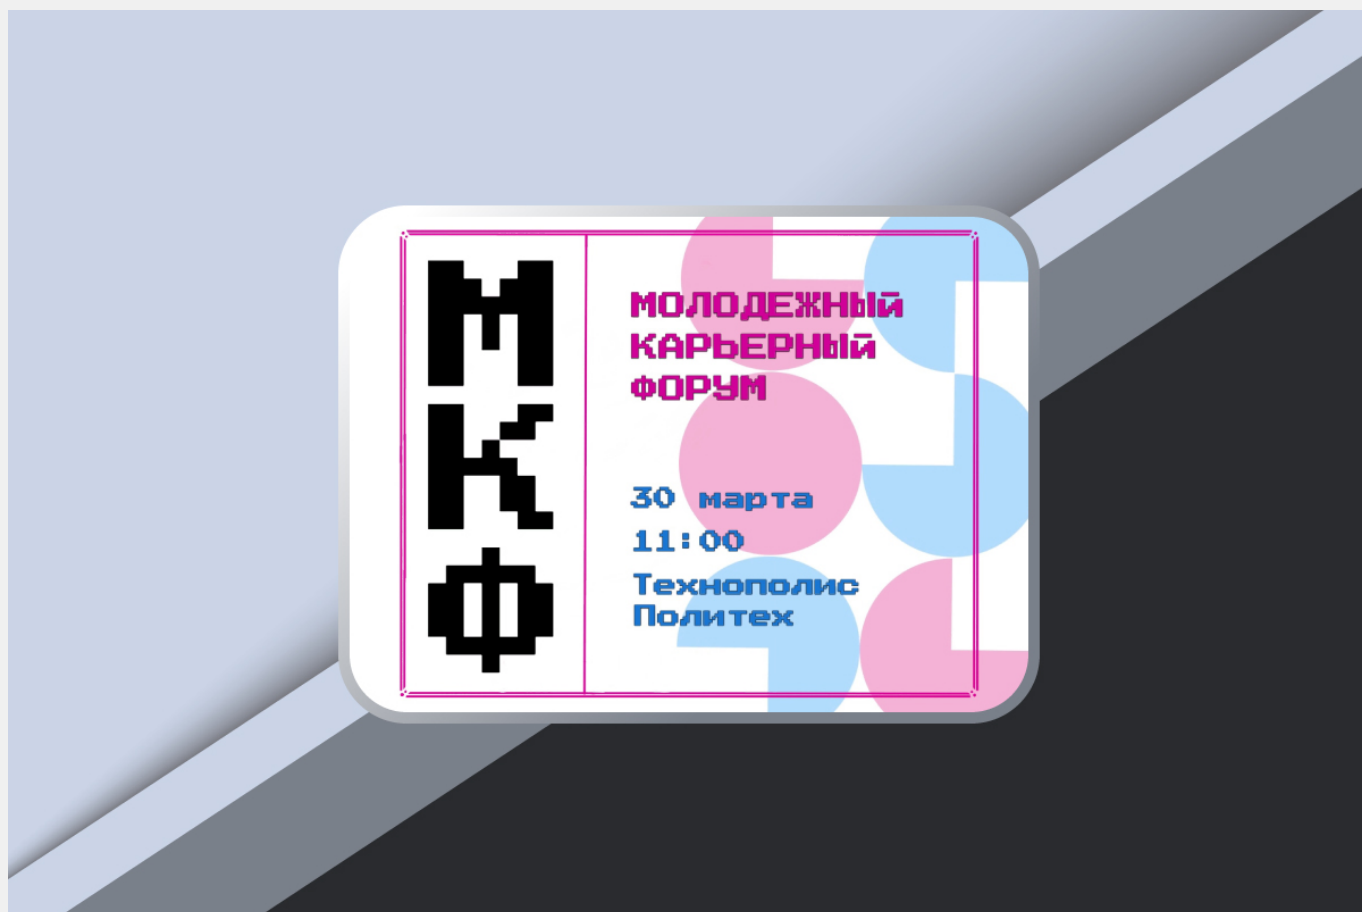 МКФ
МОЛОДЕЖНЫЙ
КАРЬЕРНЫЙ
ФОРУМ
30 марта
11:00
Технополис
Политех